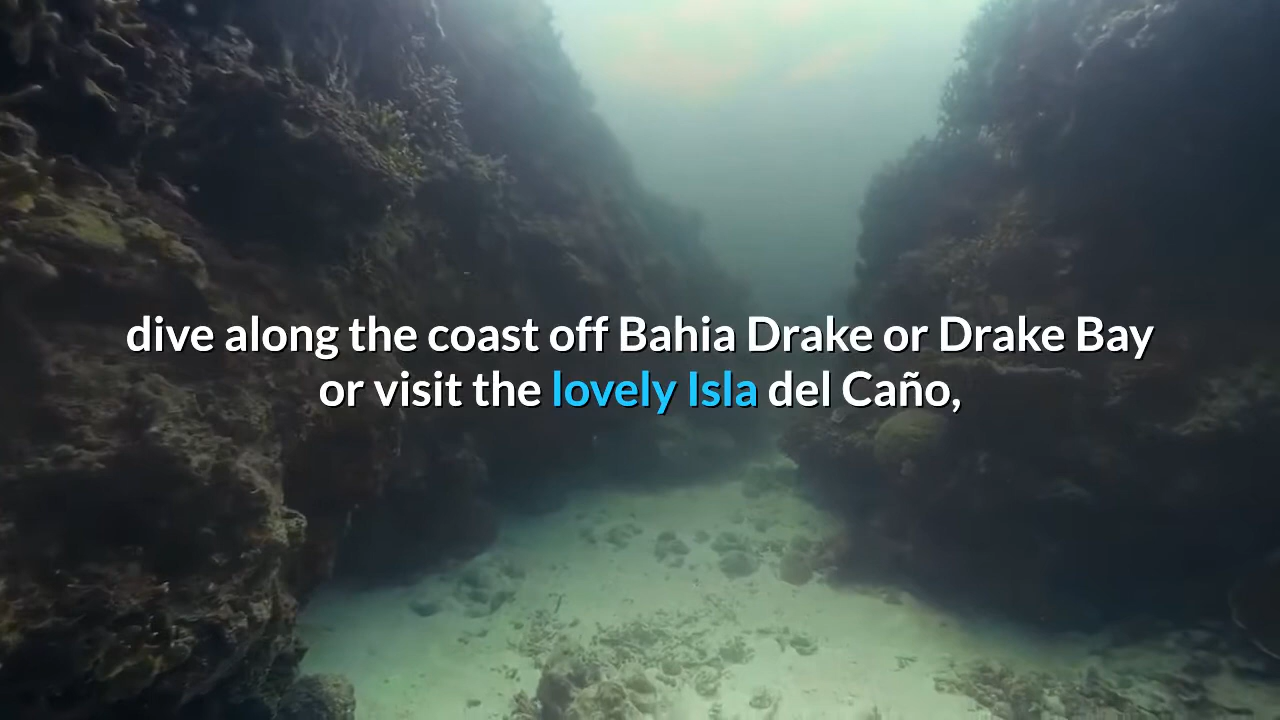 dive along the coast off Bahia Drake or Drake Bay
or visit the lovely Isla del Caño,